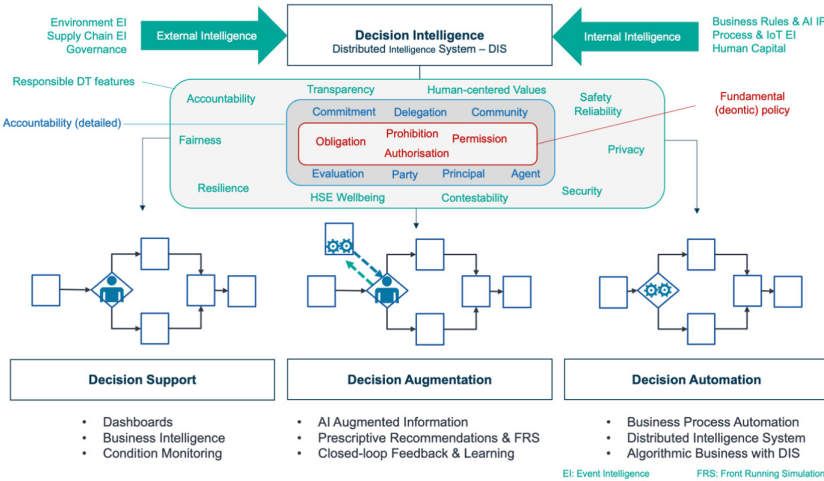 Environment EI
Supply Chain EI
Governance
External Intelligence
Decision Intelligence
Distributed Intelligence System – DIS
Internal Intelligence
Business Rules & AI IP
Process & IoT EI
Human Capital
Responsible DT features
Accountability
Transparency
Human-centered Values
Safety
Reliability
Fundamental
(deontic) policy
Accountability (detailed)
Commitment
Delegation
Community
Fairness
Obligation
Prohibition
Permission
Authorisation
Privacy
Evaluation
Party
Principal
Agent
Resilience
HSE Wellbeing
Contestability
Security
Decision Support
Decision Augmentation
Decision Automation
• Dashboards
• Business Intelligence
• Condition Monitoring
• AI Augmented Information
• Prescriptive Recommendations & FRS
• Closed-loop Feedback & Learning
• Business Process Automation
• Distributed Intelligence System
• Algorithmic Business with DIS
EI: Event Intelligence
FRS: Front Running Simulation